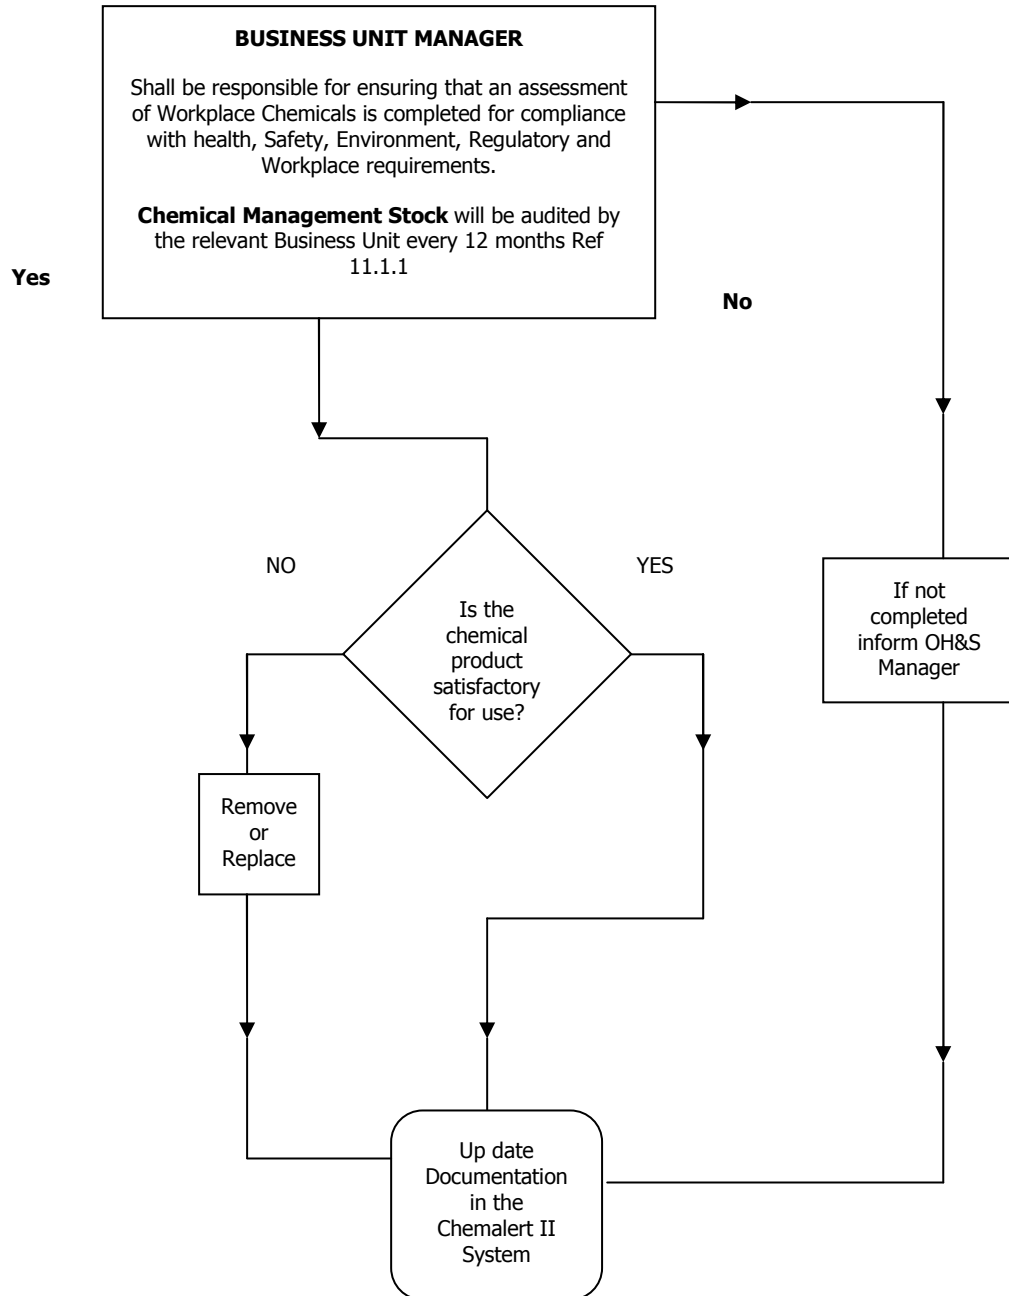 BUSINESS UNIT MANAGER
Shall be responsible for ensuring that an assessment
of Workplace Chemicals is completed for compliance
with health, Safety, Environment, Regulatory and
Workplace requirements.
Chemical Management Stock will be audited by
the relevant Business Unit every 12 months Ref
11.1.1
Yes
No
NO
YES
Is the
chemical
product
satisfactory
for use?
If not
completed
inform OH&S
Manager
Remove
or
Replace
Up date
Documentation
in the
Chemalert II
System